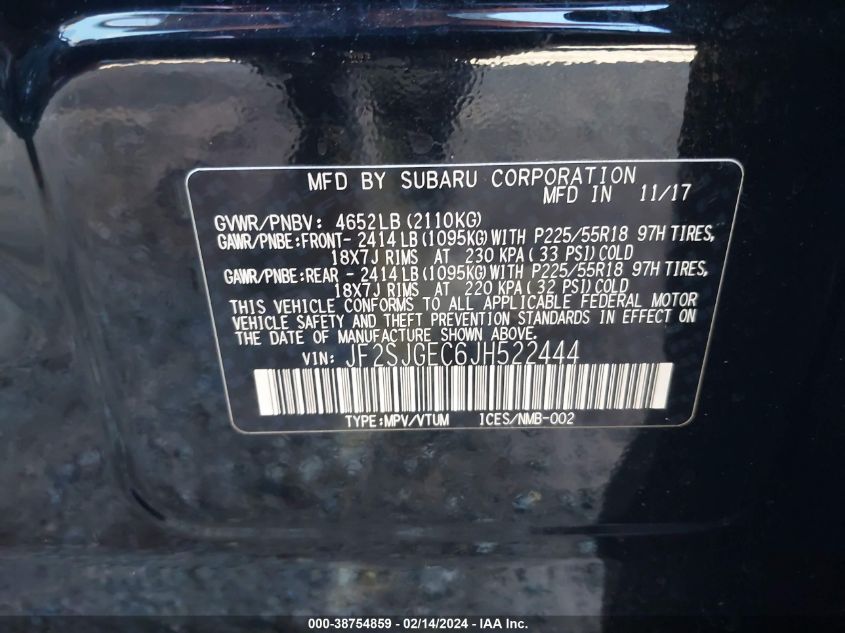 MFD BY SUBARU CORPORATION
MFD IN 11/17
GVWR/PNBV: 4652LB (2110KG)
GAWR/PNBE:FRONT- 2414 LB (1095KG) WITH P225/55R18 97H TIRES,
18X7J RIMS AT 230 KPA ( 33 PSI) COLD
GAWR/PNBE:REAR - 2414 LB (1095KG) WITH P225/55R18 97H TIRES,
18X7J RIMS AT 220 KPA ( 32 PSI) COLD
THIS VEHICLE CONFORMS TO ALL APPLICABLE FEDERAL MOTOR
VEHICLE SAFETY AND THEFT PREVENTION STANDARDS IN EFFECT ON
THE DATE OF MANUFACTURE SHOWN ABOVE.
VIN: JF2SJGEC6JH522444
TYPE:MPV/VTUM ICES/NMB-002
000-38754859 - 02/14/2024 - IAA Inc.